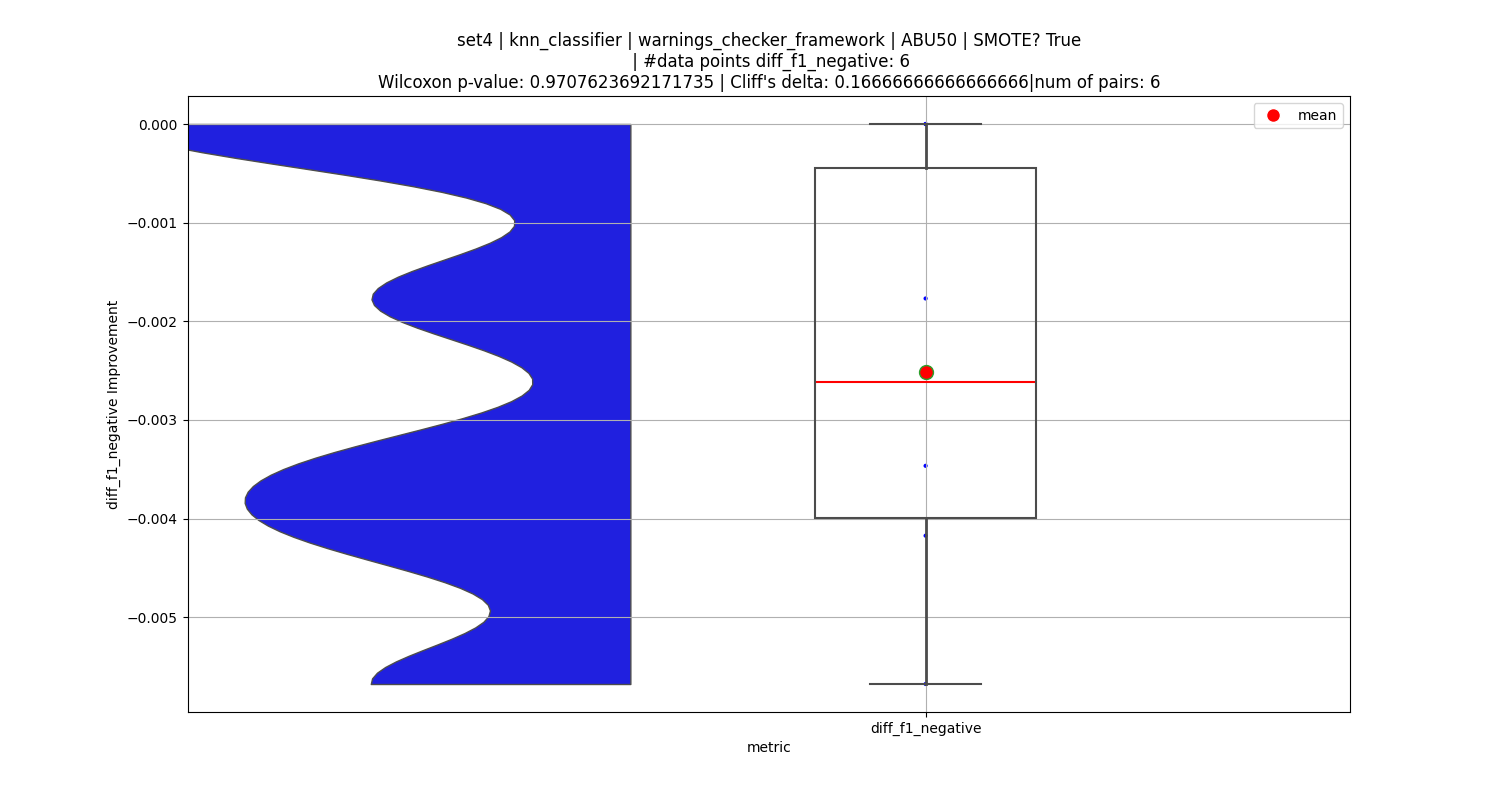 set4 | knn_classifier | warnings_checker_framework | ABU50 | SMOTE? True
| #data points diff_f1_negative: 6
Wilcoxon p-value: 0.9707623692171735 | Cliff's delta: 0.16666666666666666|num of pairs: 6
mean
0.000
−0.001
−0.002
−0.003
−0.004
−0.005
diff_f1_negative Improvement
diff_f1_negative
metric